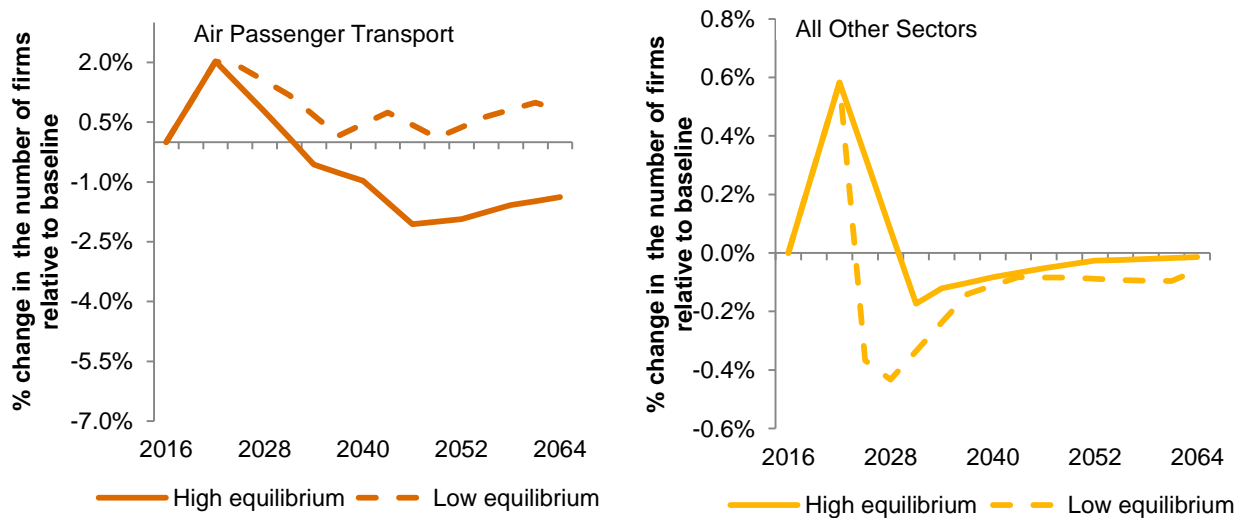 Air Passenger Transport
% change in the number of firms
relative to baseline
2.0%
0.5%
-1.0%
-2.5%
-4.0%
-5.5%
-7.0%
2016 2028 2040 2052 2064
High equilibrium Low equilibrium
All Other Sectors
% change in the number of firms
relative to baseline
0.8%
0.6%
0.4%
0.2%
0.0%
-0.2%
-0.4%
-0.6%
2016 2028 2040 2052 2064
High equilibrium Low equilibrium